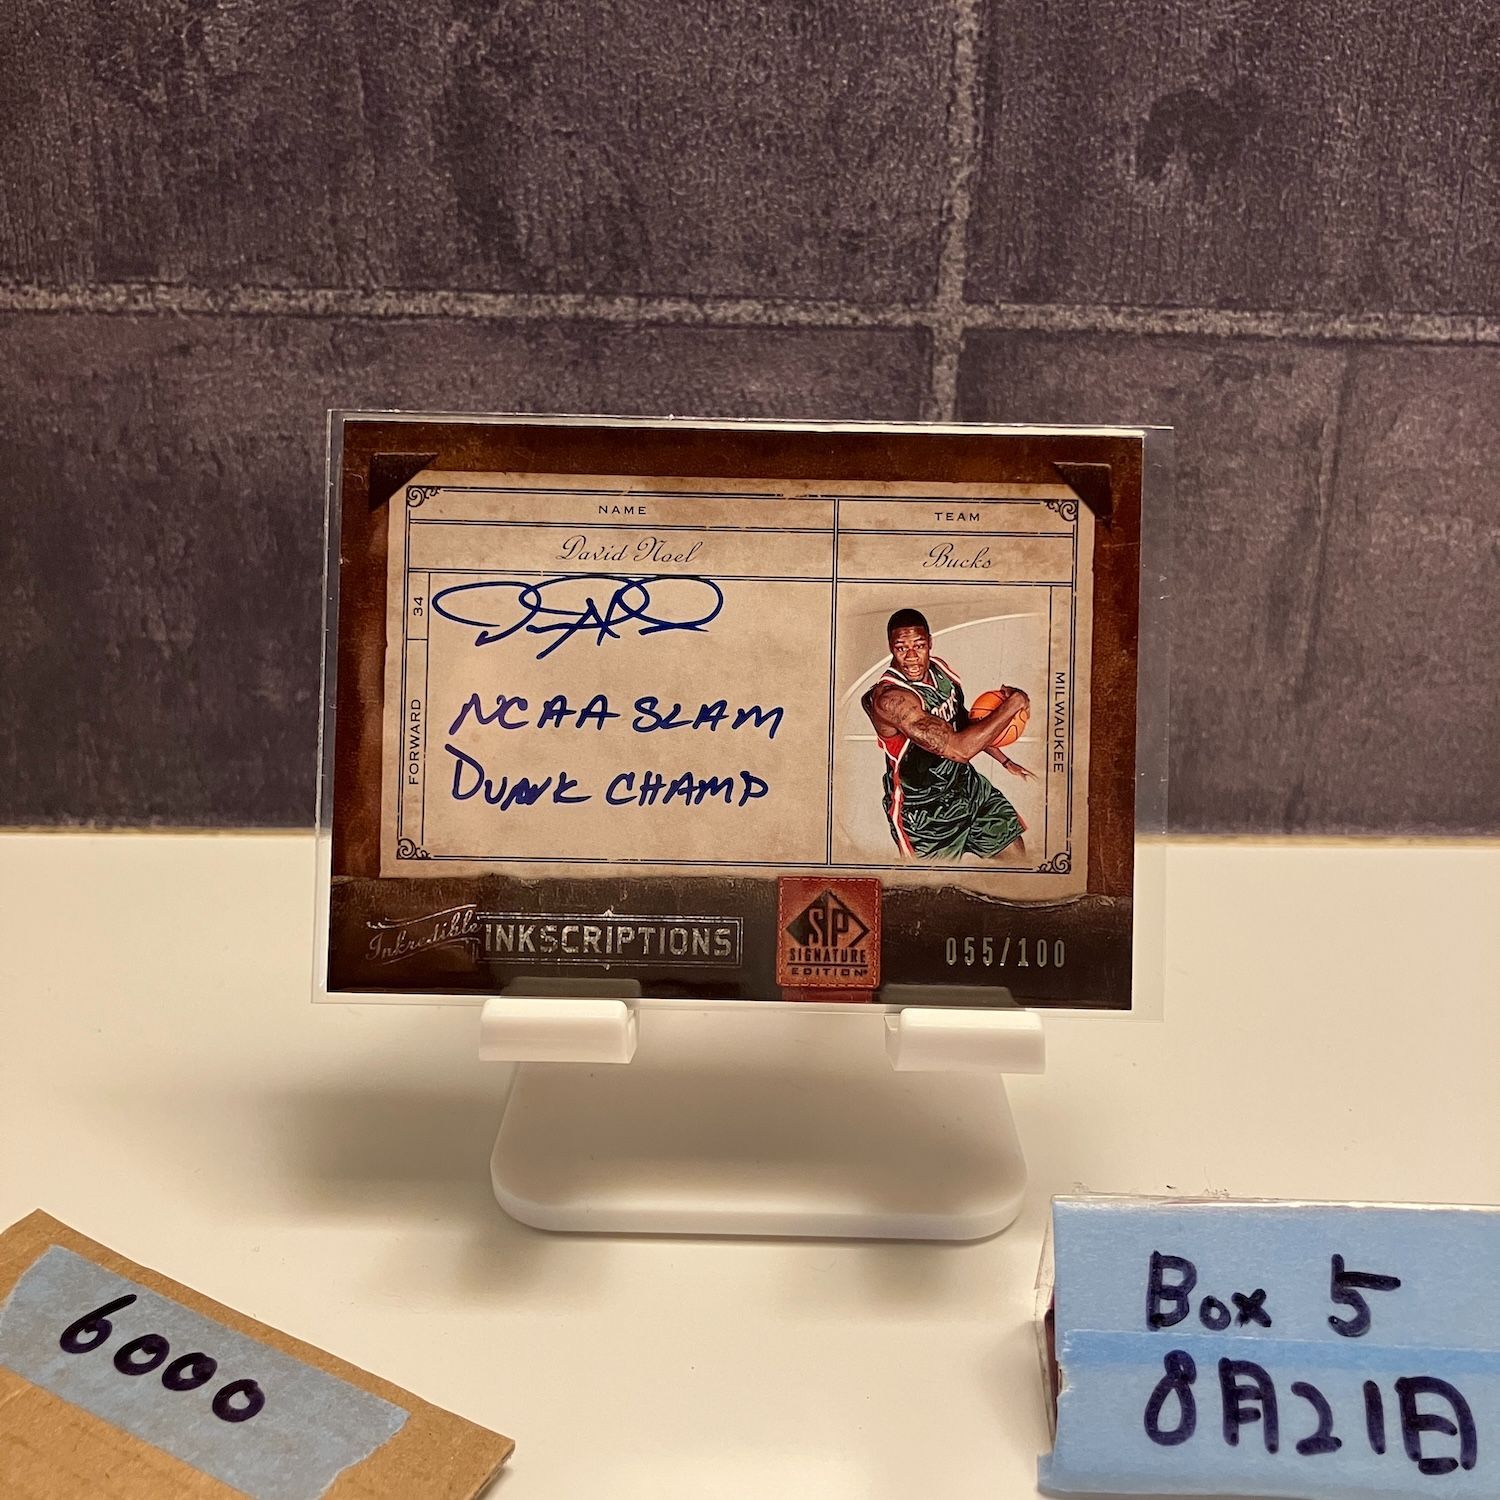 NAME
TEAM
David Noel
Bucks
34
FORWARD
NCAA SLAM
DUNK CHAMP
MILWAUKEE
Inkredible INKSCRIPTIONS
SP
SIGNATURE
EDITION
055/100
6000
Box 5
8月21日